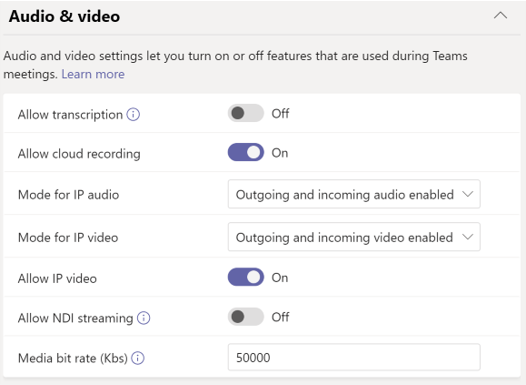 Audio & video
Audio and video settings let you turn on or off features that are used during Teams
meetings. Learn more
Allow transcription Off
Allow cloud recording On
Mode for IP audio Outgoing and incoming audio enabled
Mode for IP video Outgoing and incoming video enabled
Allow IP video On
Allow NDI streaming Off
Media bit rate (Kbs) 50000